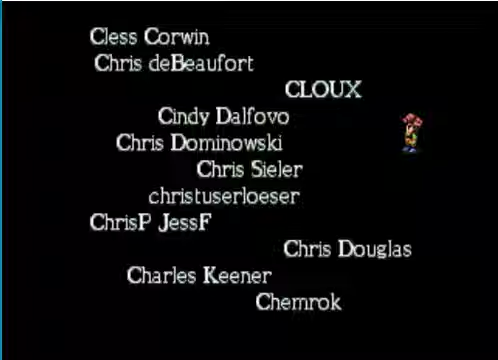 Cless Corwin
Chris deBeaufort
CLOUX
Cindy Dalfovo
Chris Dominowski
Chris Sieler
christuserloeser
ChrisP JessF
Chris Douglas
Charles Keener
Chemrok